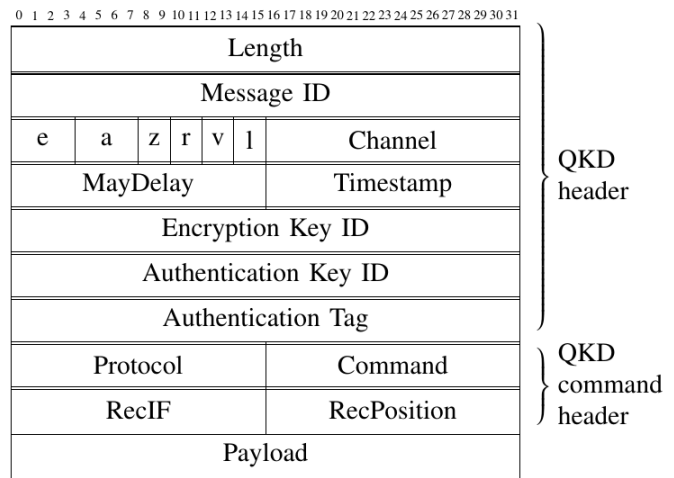 0 1 2 3 4 5 6 7 8 9 10 11 12 13 14 15 16 17 18 19 20 21 22 23 24 25 26 27 28 29 30 31
Length
Message ID
e a z r v l Channel
MayDelay Timestamp
Encryption Key ID
Authentication Key ID
Authentication Tag
QKD
header
Protocol Command
RecIF RecPosition
QKD
command
header
Payload